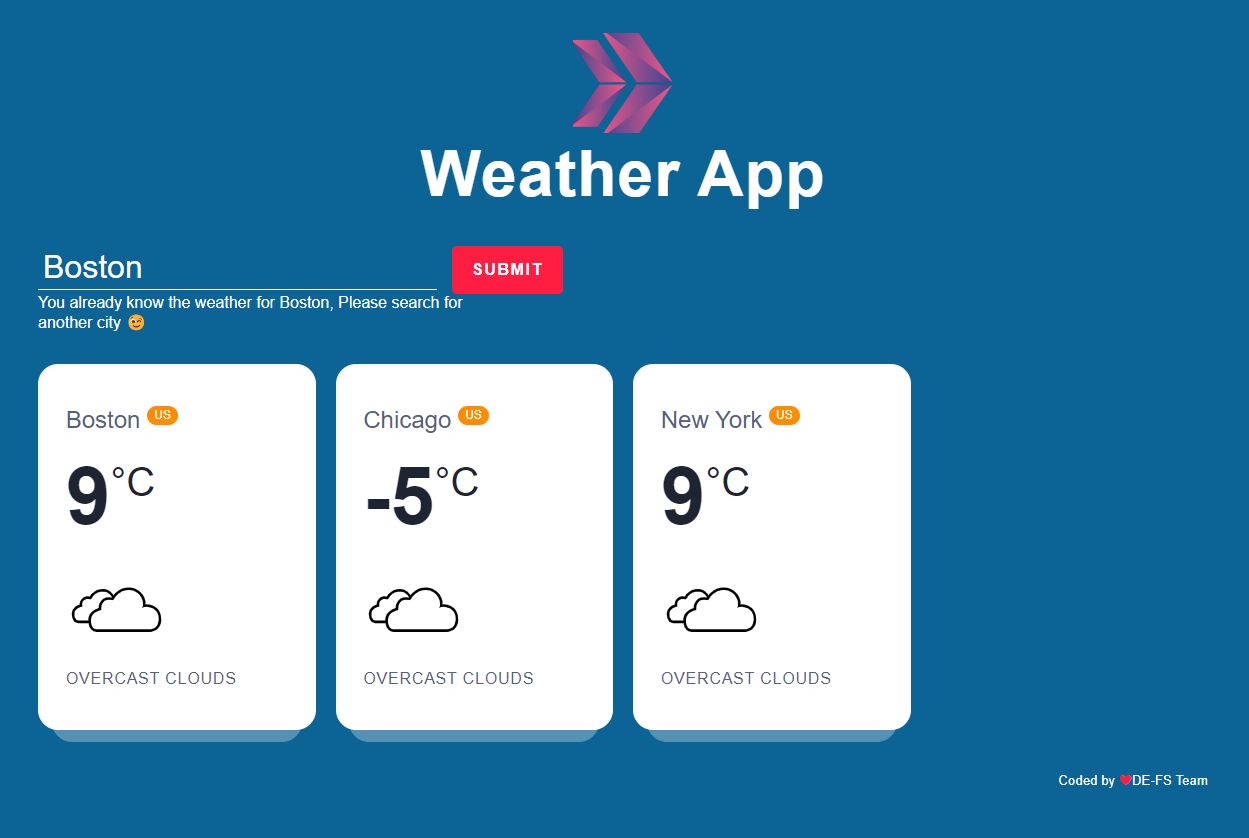 Weather App
Boston
SUBMIT
You already know the weather for Boston, Please search for
another city 😉
Boston US
9°C
OVERCAST CLOUDS
Chicago US
-5°C
OVERCAST CLOUDS
New York US
9°C
OVERCAST CLOUDS
Coded by ❤️DE-FS Team